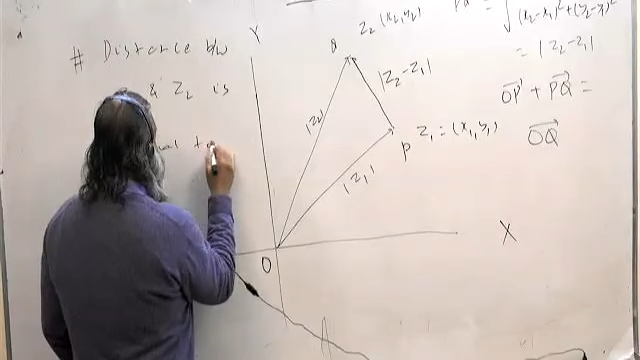 # Distance b/w
& Z₂ is
Y
Z₂ (x₂, y₂)
|Z₂|
|Z₂-Z₁|
|Z₁|
P Z₁ = (x₁, y₁)
O
X
PQ = √(x₂-x₁)²+(y₂-y₁)²
= |Z₂-Z₁|
OP⃗ + PQ⃗ =
OQ⃗